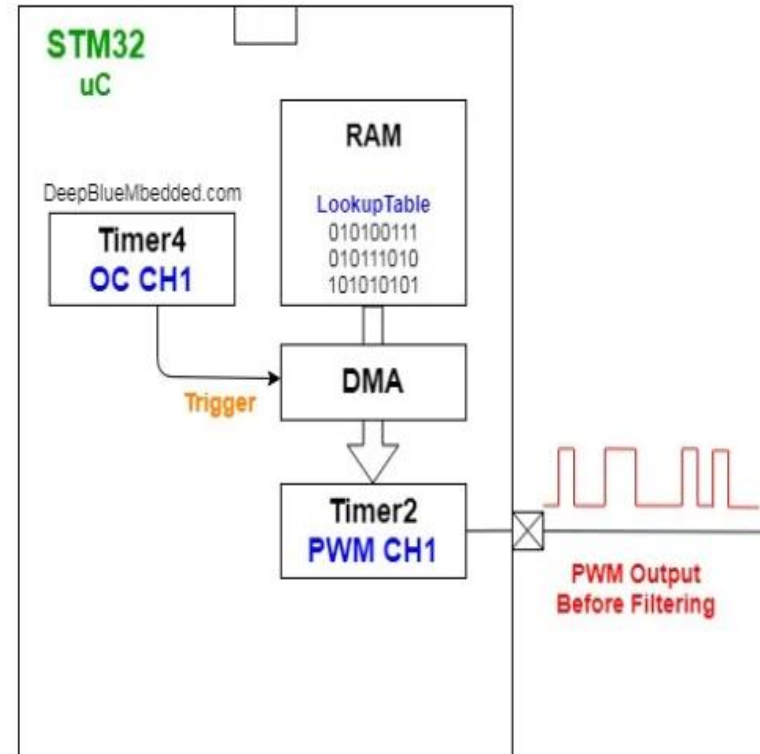 STM32
uC
RAM
DeepBlueMbedded.com
LookupTable
010100111
010111010
101010101
Timer4
OC CH1
Trigger
DMA
Timer2
PWM CH1
PWM Output
Before Filtering